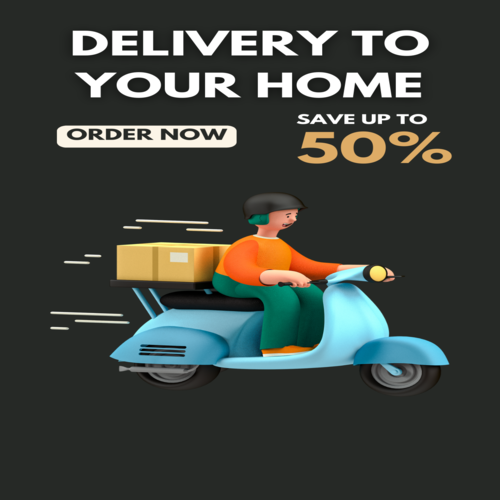 DELIVERY TO
YOUR HOME
ORDER NOW
SAVE UP TO
50%